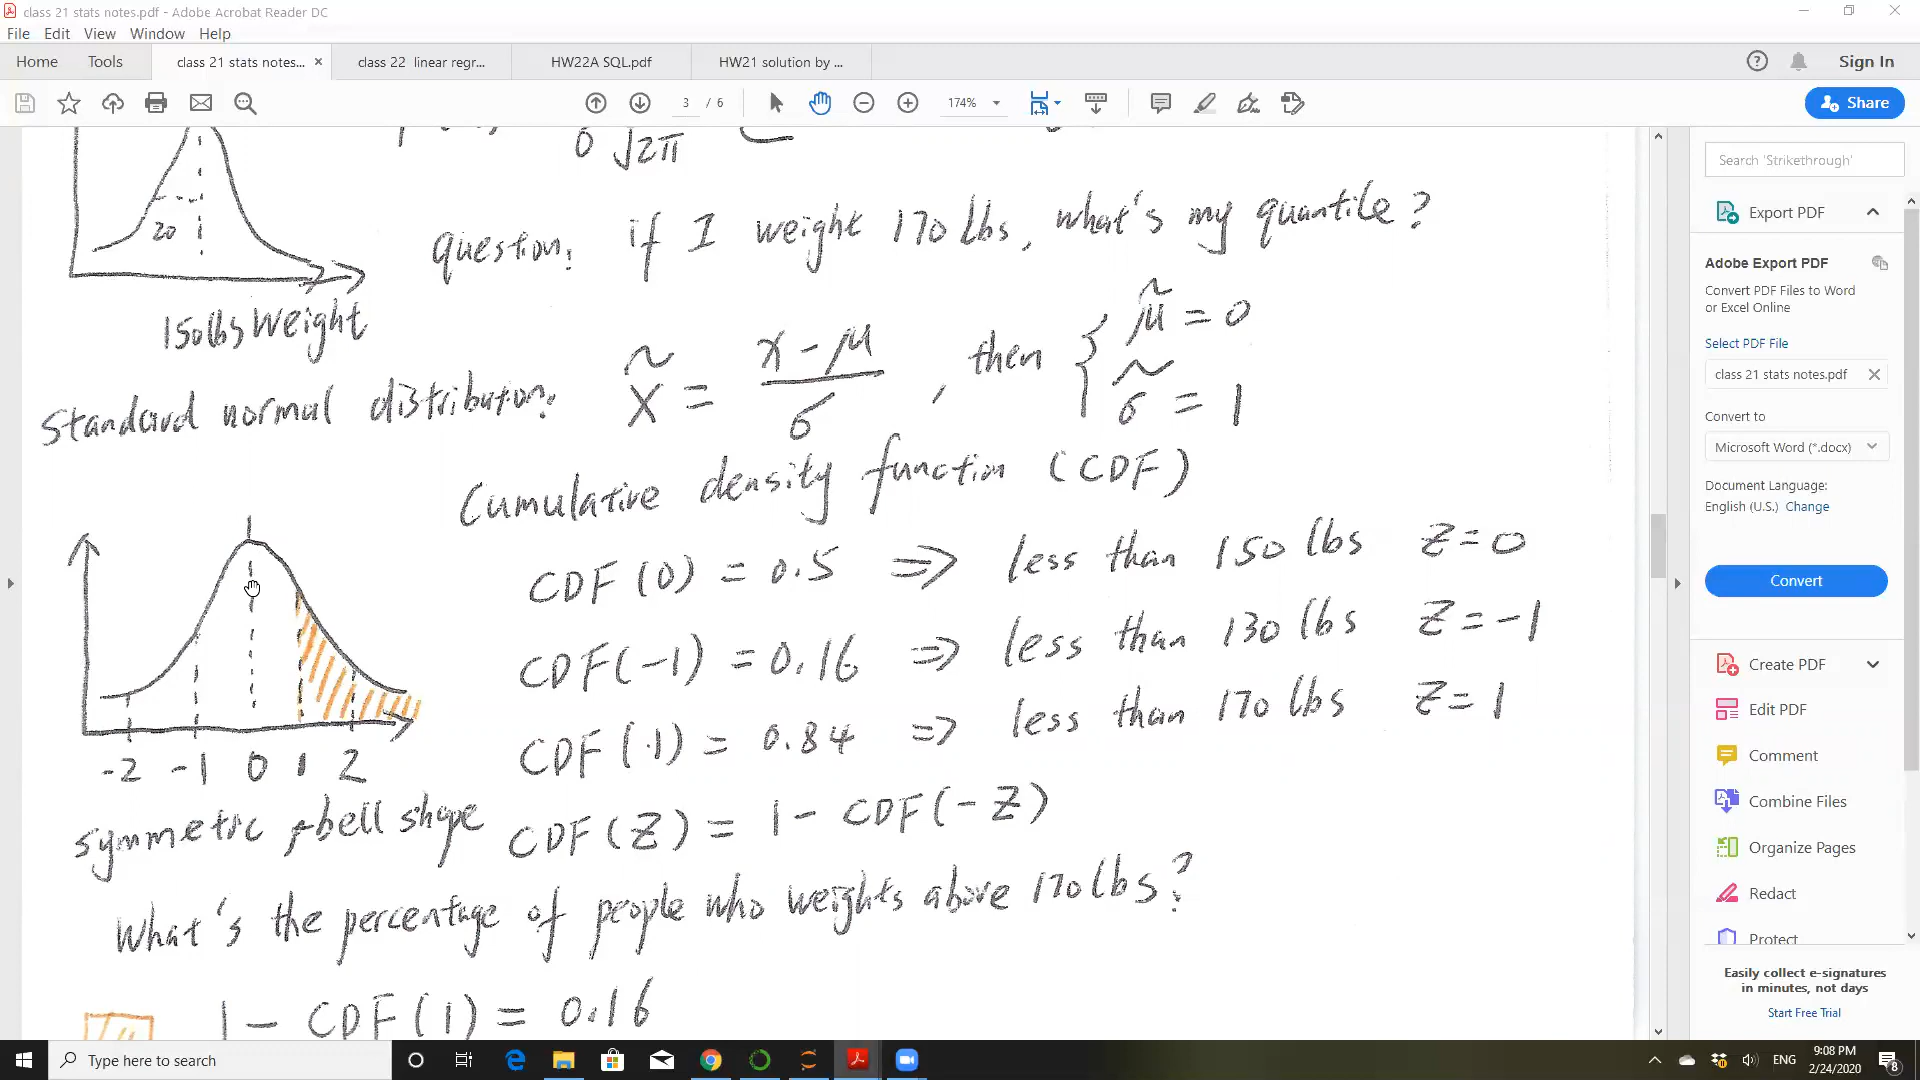 class 21 stats notes.pdf - Adobe Acrobat Reader DC
File Edit View Window Help
Home Tools class 21 stats notes... × class 22 linear regr... HW22A SQL.pdf HW21 solution by ... Sign In
3 / 6 174% Share
0 √2π
20
150lbs Weight
question: if I weight 170 lbs, what's my quantile?
Standard normal distribution: x̃ = (x - μ) / σ , then { μ̃ = 0
σ̃ = 1
Cumulative density function (CDF)
CDF(0) = 0.5 => less than 150 lbs Z=0
CDF(-1) = 0.16 => less than 130 lbs Z=-1
CDF(1) = 0.84 => less than 170 lbs Z=1
-2 -1 0 1 2
symmetric, bell shape
CDF(Z) = 1 - CDF(-Z)
What's the percentage of people who weights above 170 lbs?
1 - CDF(1) = 0.16
Search 'Strikethrough'
Export PDF
Adobe Export PDF
Convert PDF Files to Word
or Excel Online
Select PDF File
class 21 stats notes.pdf
Convert to
Microsoft Word (*.docx)
Document Language:
English (U.S.) Change
Convert
Create PDF
Edit PDF
Comment
Combine Files
Organize Pages
Redact
Protect
Easily collect e-signatures
in minutes, not days
Start Free Trial
Type here to search
ENG
9:08 PM
2/24/2020
8